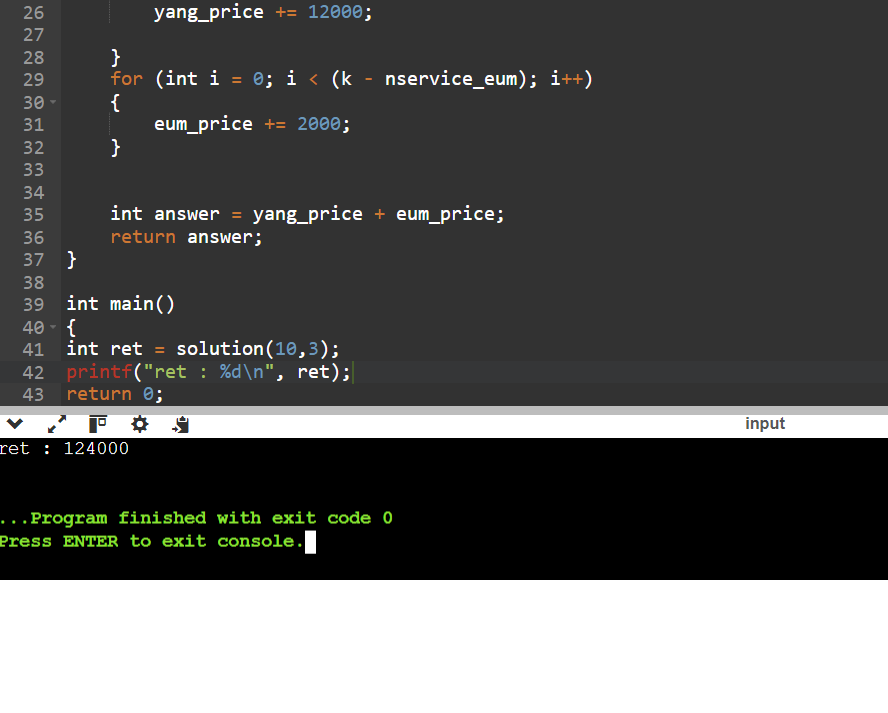 26 yang_price += 12000;
27
28 }
29 for (int i = 0; i < (k - nservice_eum); i++)
30 {
31 eum_price += 2000;
32 }
33
34
35 int answer = yang_price + eum_price;
36 return answer;
37 }
38
39 int main()
40 {
41 int ret = solution(10,3);
42 printf("ret : %d\n", ret);
43 return 0;
input
ret : 124000
...Program finished with exit code 0
Press ENTER to exit console.